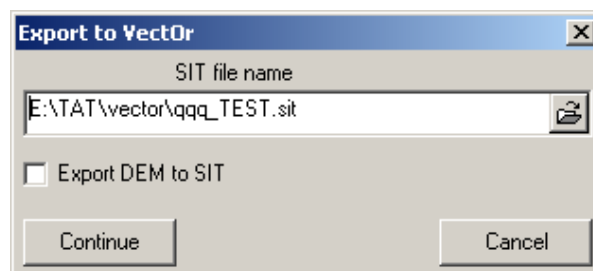 Export to VectOr
SIT file name
E:\TAT\vector\qqq_TEST.sit
Export DEM to SIT
Continue Cancel